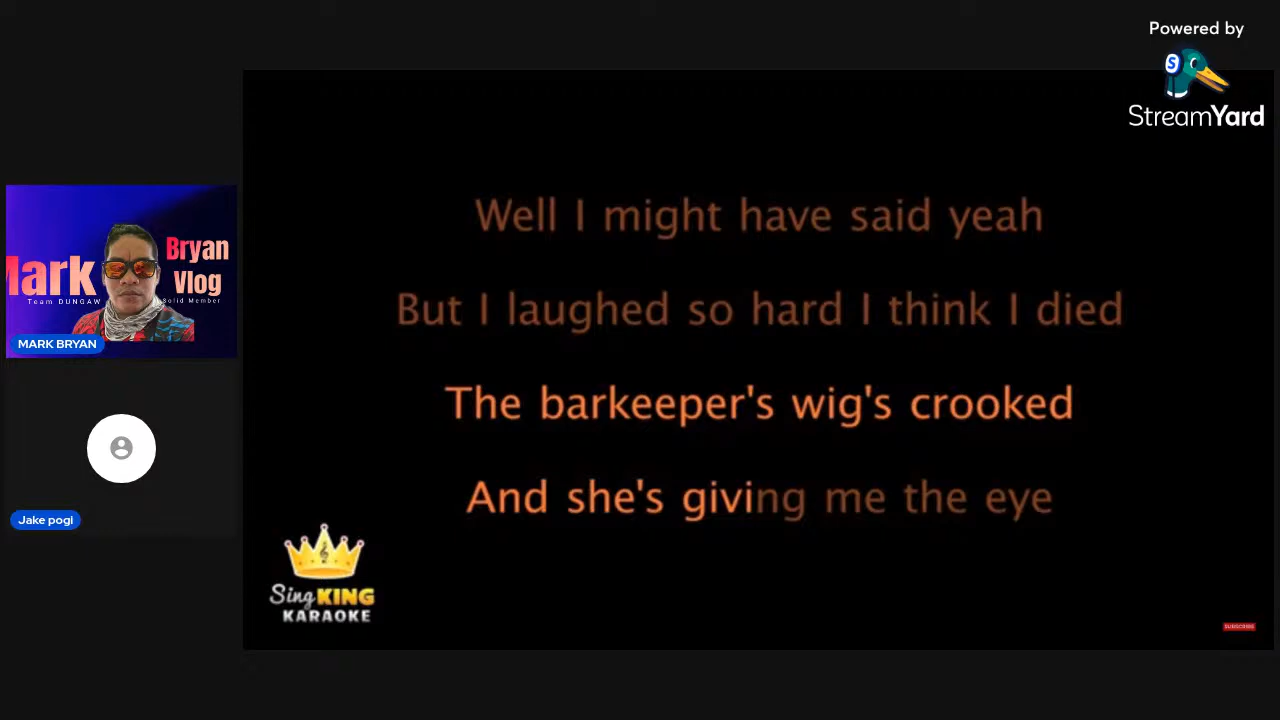 Powered by
StreamYard
Well I might have said yeah
But I laughed so hard I think I died
The barkeeper's wig's crooked
And she's giving me the eye
Mark
Bryan
Vlog
Team DUNGAW
Solid Member
MARK BRYAN
Jake pogi
Sing KING
KARAOKE
SUBSCRIBE